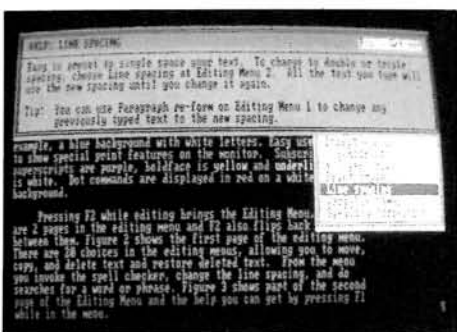 HELP: LINE SPACING
Easy is preset to single space your text. To change to double or triple
spacing, choose Line spacing at Editing Menu 2. All the text you type will
use the new spacing until you change it again.
Tip: You can use Paragraph re-form on Editing Menu 1 to change any
previously typed text to the new spacing.
example, a blue background with white letters. Easy use
to show special print features on the monitor. Subscri
superscripts are purple, boldface is yellow and underli
is white. Dot commands are displayed in red on a white
background.
Line spacing
Pressing F2 while editing brings the Editing Menu.
are 2 pages in the editing menu and F2 also flips back
between them. Figure 2 shows the first page of the editing menu.
There are 20 choices in the editing menus, allowing you to move,
copy, and delete text and restore deleted text. From the menu
you invoke the spell checker, change the line spacing, and do
searches for a word or phrase. Figure 3 shows part of the second
page of the Editing Menu and the help you can get by pressing F1
while in the menu.